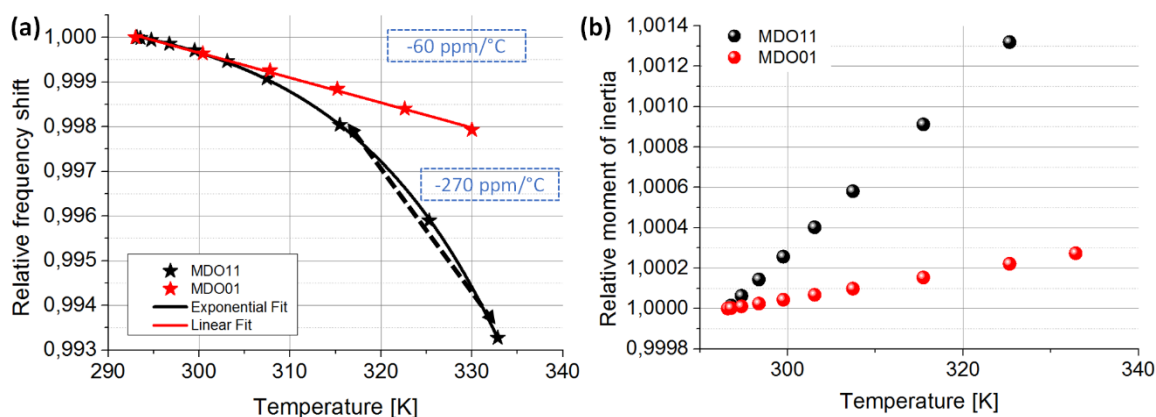 (a)
1,000
0,999
0,998
0,997
0,996
0,995
0,994
0,993
Relative frequency shift
-60 ppm/°C
-270 ppm/°C
MDO11
MDO01
Exponential Fit
Linear Fit
290 300 310 320 330 340
Temperature [K]
(b)
1,0014
1,0012
1,0010
1,0008
1,0006
1,0004
1,0002
1,0000
0,9998
Relative moment of inertia
MDO11
MDO01
300 320 340
Temperature [K]